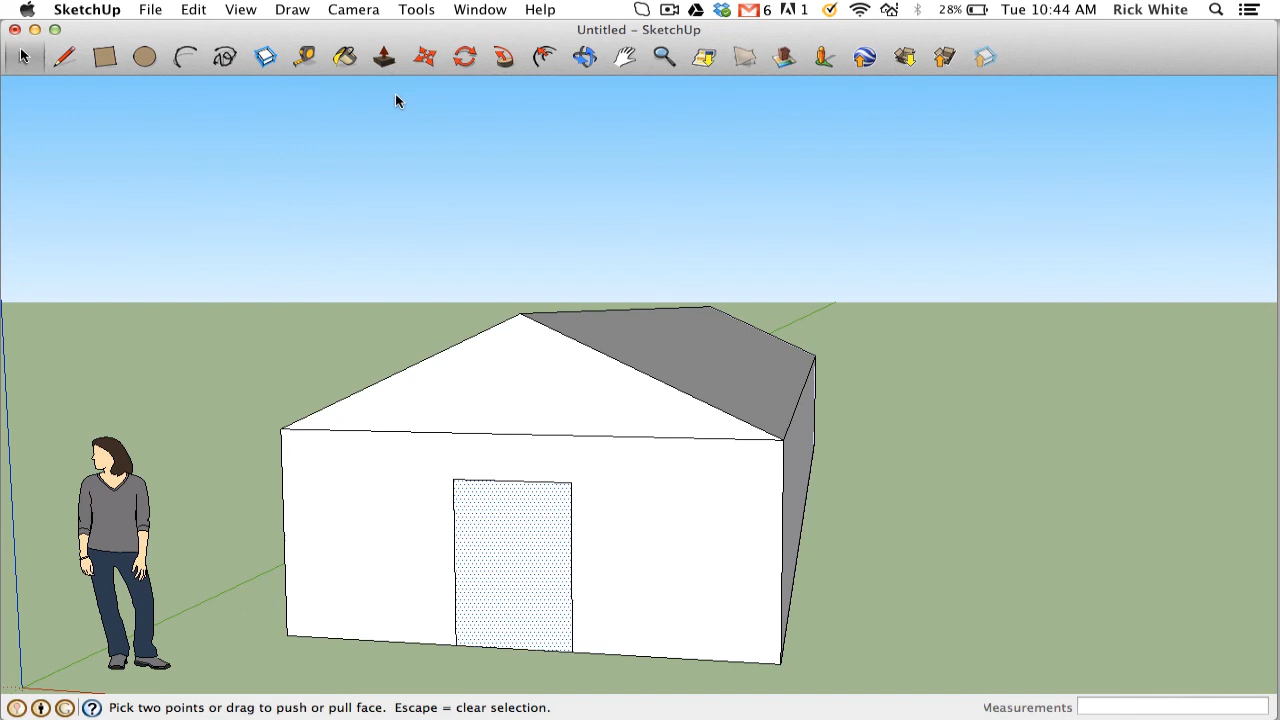 SketchUp File Edit View Draw Camera Tools Window Help 6 1 28% Tue 10:44 AM Rick White
Untitled – SketchUp
Pick two points or drag to push or pull face. Escape = clear selection. Measurements